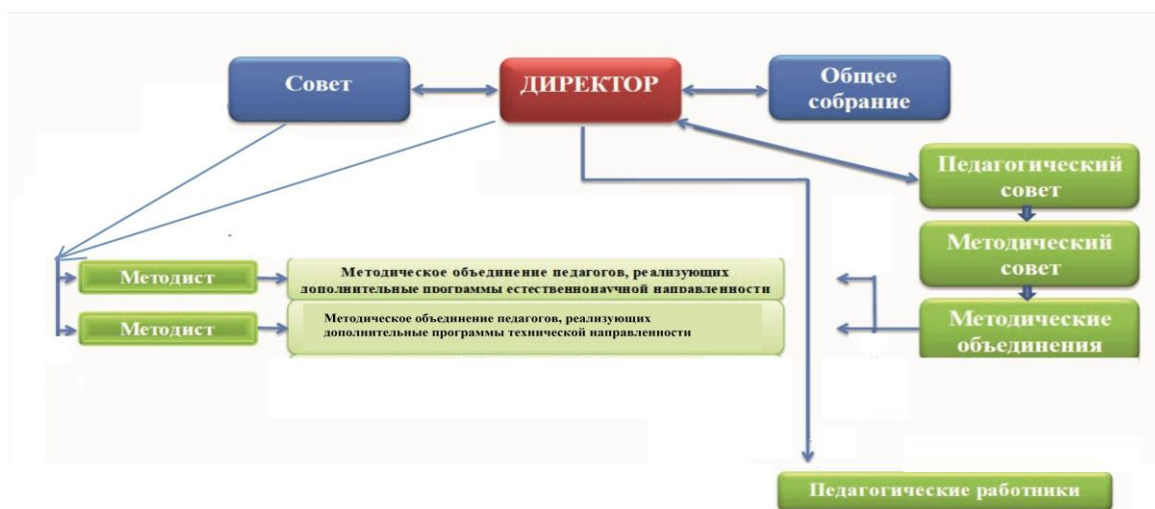 Совет
ДИРЕКТОР
Общее
собрание
Педагогический
совет
Методический
совет
Методические
объединения
Методист
Методическое объединение педагогов, реализующих
дополнительные программы естественнонаучной направленности
Методист
Методическое объединение педагогов, реализующих
дополнительные программы технической направленности
Педагогические работники